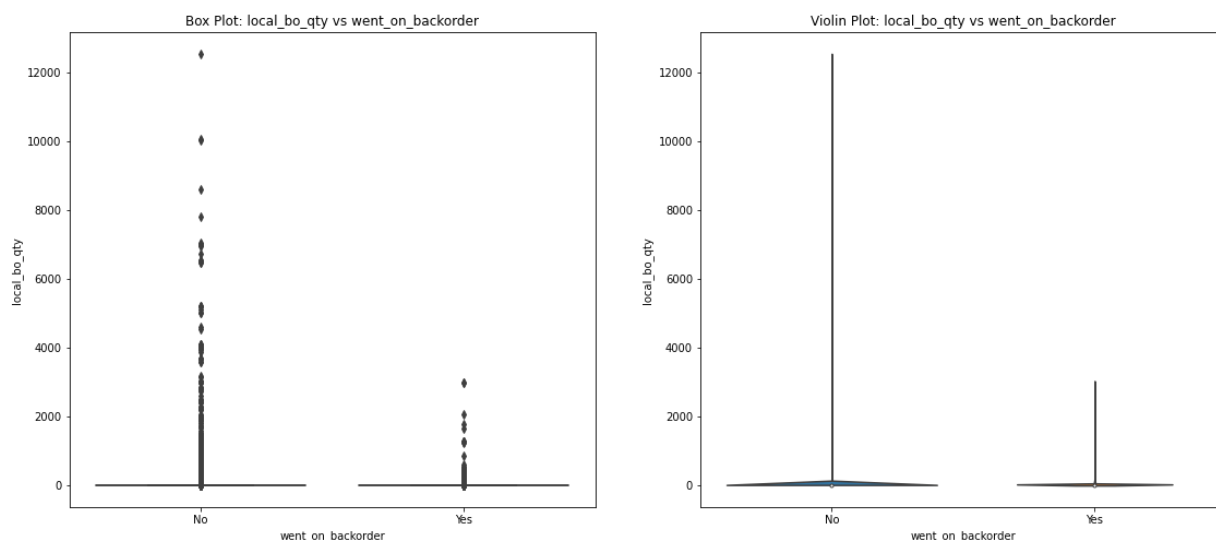 Box Plot: local_bo_qty vs went_on_backorder
12000
10000
8000
6000
4000
2000
0
local_bo_qty
No
Yes
went_on_backorder
Violin Plot: local_bo_qty vs went_on_backorder
12000
10000
8000
6000
4000
2000
0
local_bo_qty
No
Yes
went_on_backorder